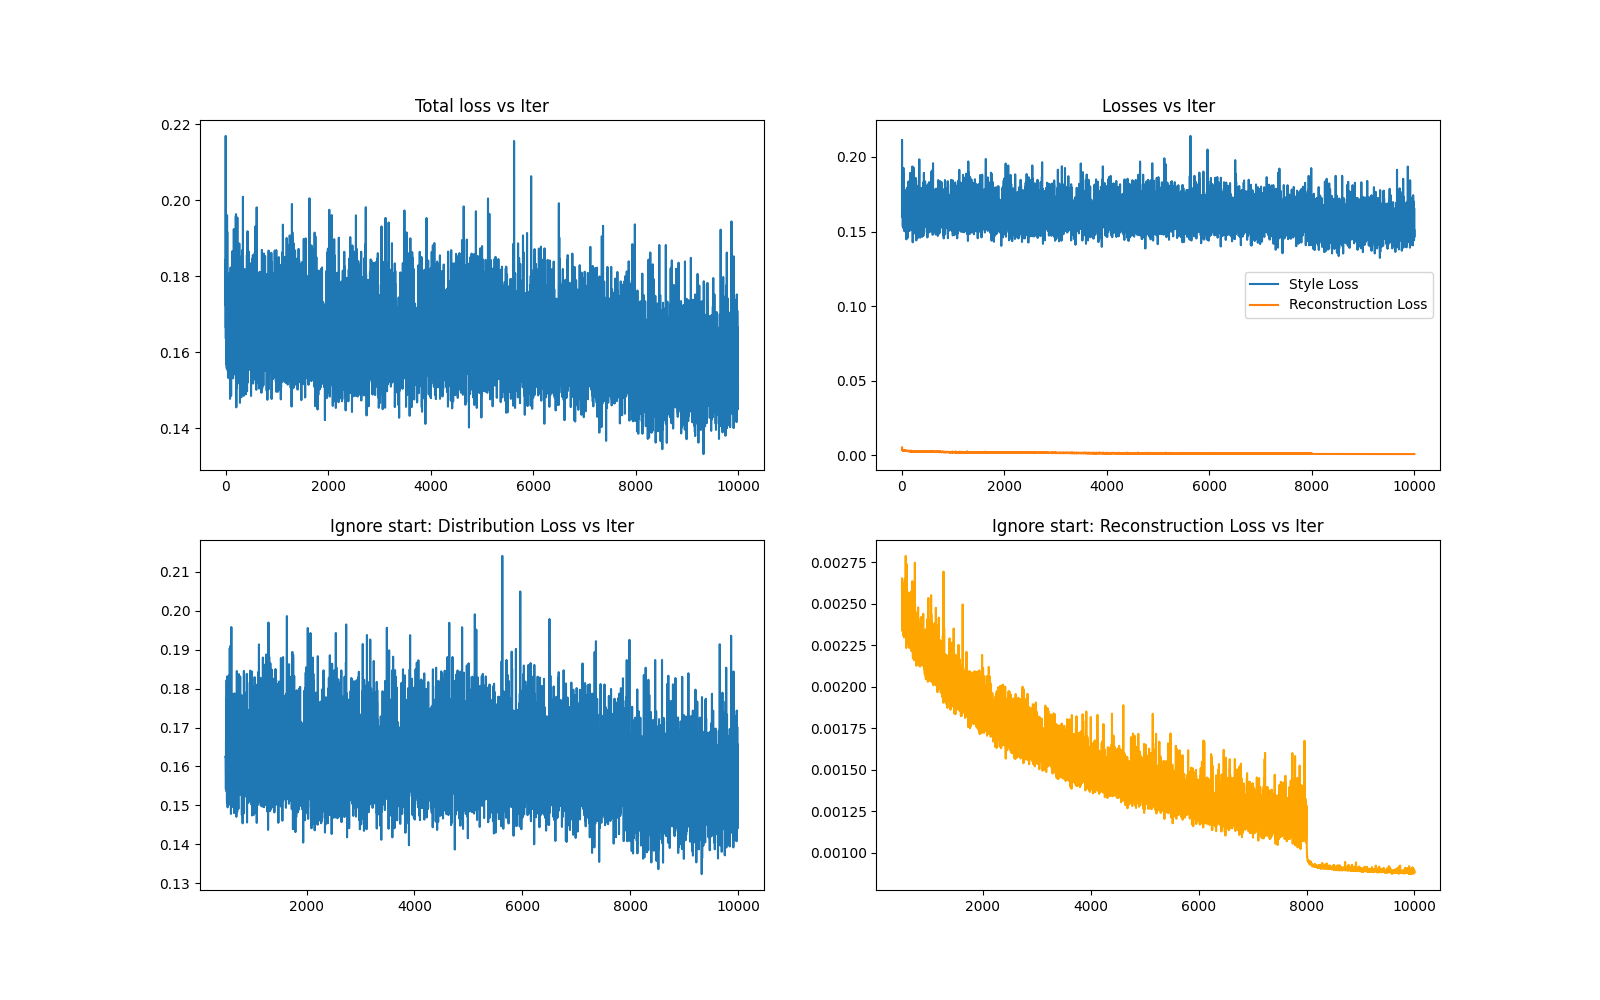 Total loss vs Iter
0.22
0.20
0.18
0.16
0.14
0 2000 4000 6000 8000 10000
Losses vs Iter
0.20
0.15
0.10
0.05
0.00
Style Loss
Reconstruction Loss
0 2000 4000 6000 8000 10000
Ignore start: Distribution Loss vs Iter
0.21
0.20
0.19
0.18
0.17
0.16
0.15
0.14
0.13
2000 4000 6000 8000 10000
Ignore start: Reconstruction Loss vs Iter
0.00275
0.00250
0.00225
0.00200
0.00175
0.00150
0.00125
0.00100
2000 4000 6000 8000 10000